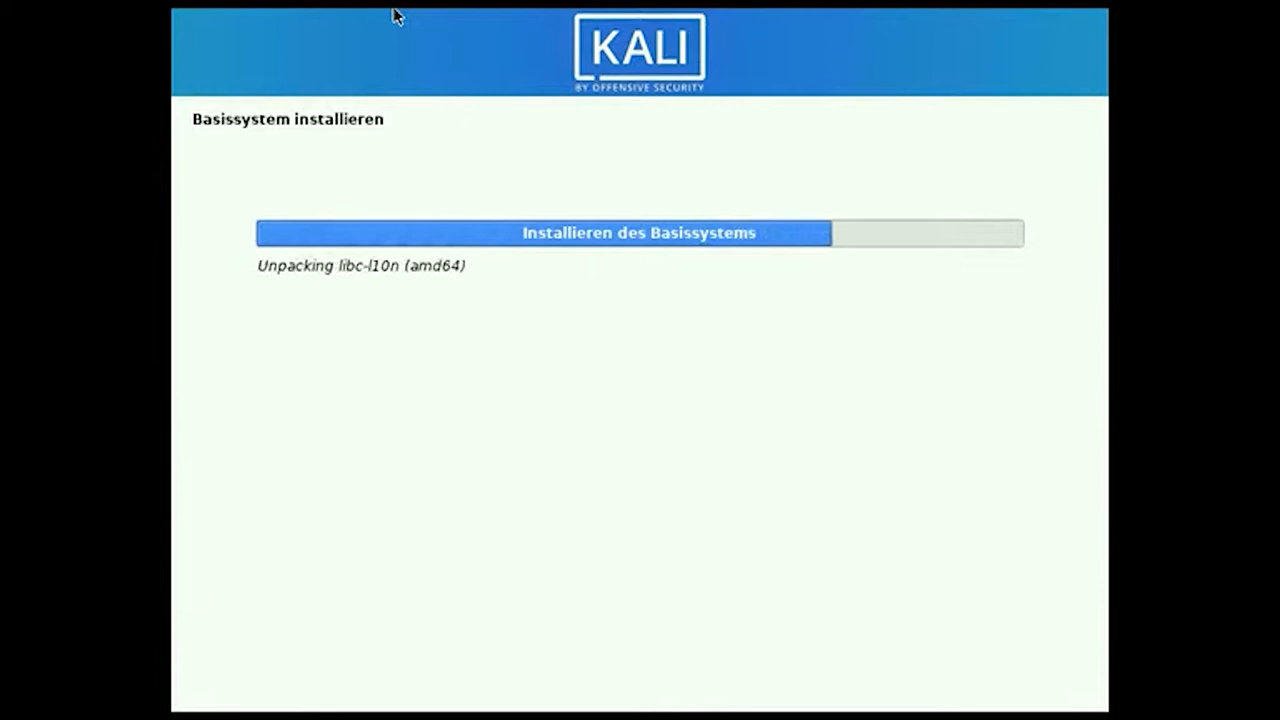 KALI
BY OFFENSIVE SECURITY
Basissystem installieren
Installieren des Basissystems
Unpacking libc-l10n (amd64)